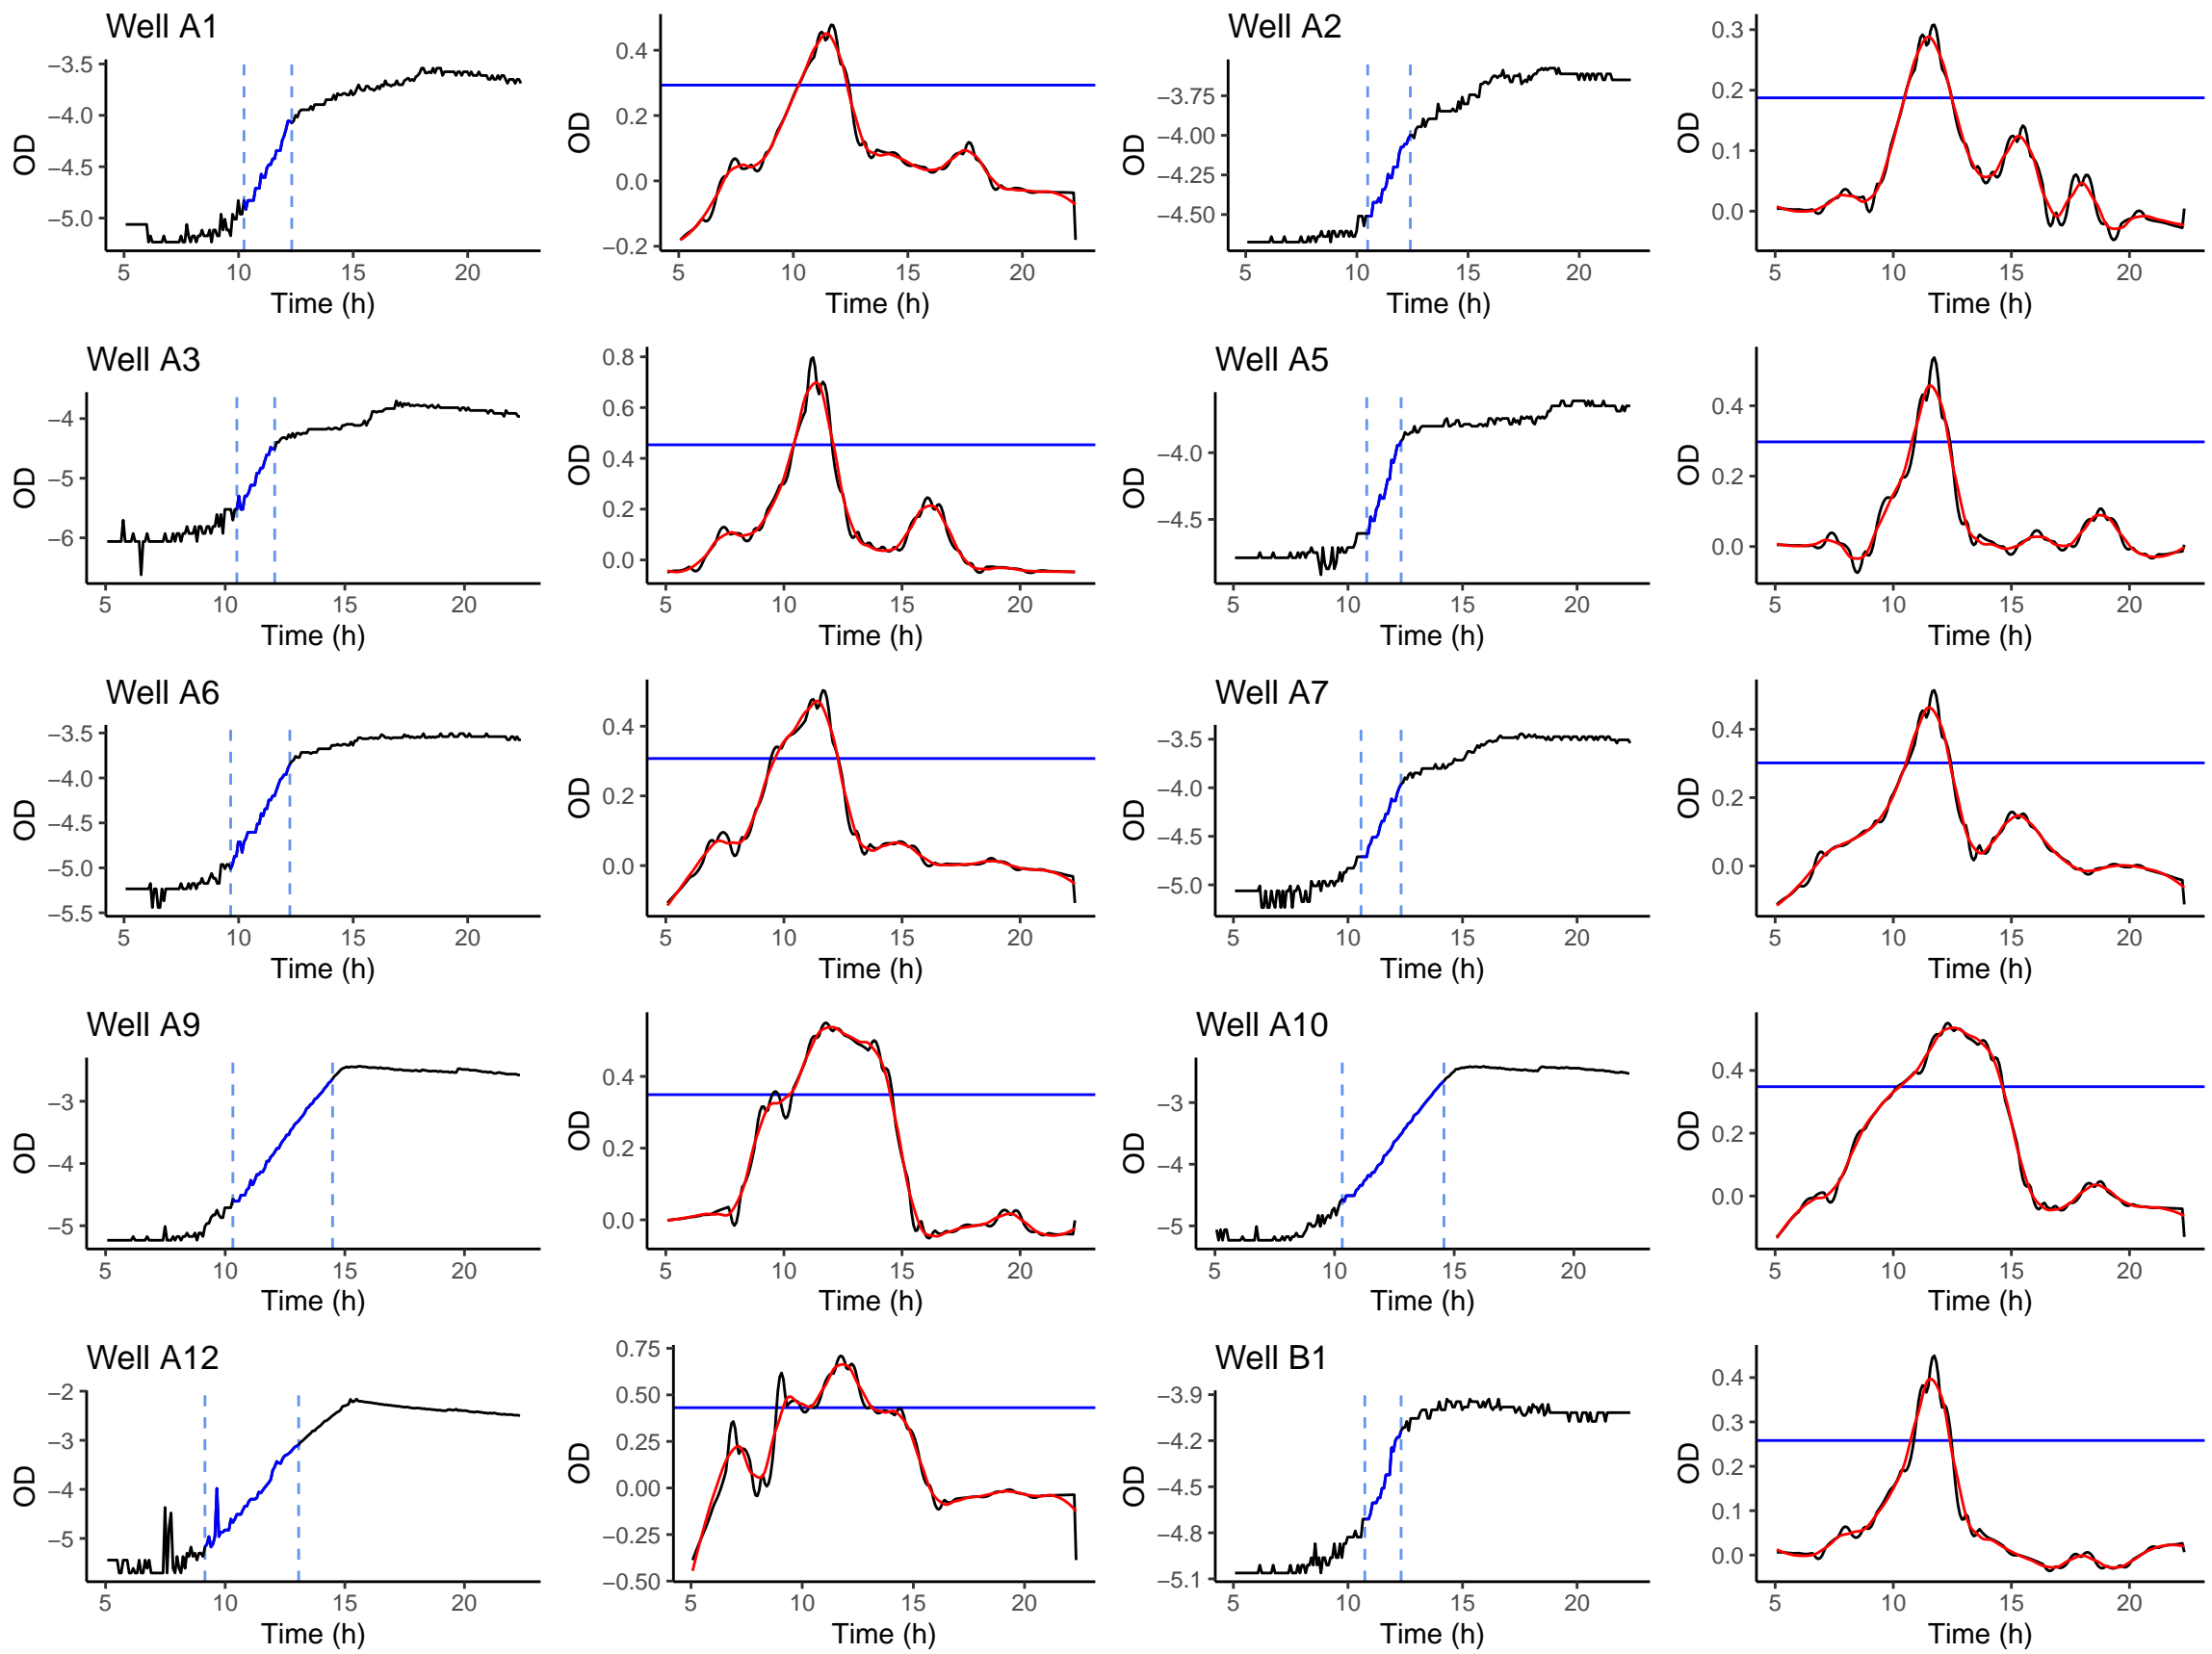 Well A1
OD
−3.5
−4.0
−4.5
−5.0
5 10 15 20
Time (h)
OD
0.4
0.2
0.0
−0.2
5 10 15 20
Time (h)
Well A2
OD
−3.75
−4.00
−4.25
−4.50
5 10 15 20
Time (h)
OD
0.3
0.2
0.1
0.0
5 10 15 20
Time (h)
Well A3
OD
−4
−5
−6
5 10 15 20
Time (h)
OD
0.8
0.6
0.4
0.2
0.0
5 10 15 20
Time (h)
Well A5
OD
−4.0
−4.5
5 10 15 20
Time (h)
OD
0.4
0.2
0.0
5 10 15 20
Time (h)
Well A6
OD
−3.5
−4.0
−4.5
−5.0
−5.5
5 10 15 20
Time (h)
OD
0.4
0.2
0.0
5 10 15 20
Time (h)
Well A7
OD
−3.5
−4.0
−4.5
−5.0
5 10 15 20
Time (h)
OD
0.4
0.2
0.0
5 10 15 20
Time (h)
Well A9
OD
−3
−4
−5
5 10 15 20
Time (h)
OD
0.4
0.2
0.0
5 10 15 20
Time (h)
Well A10
OD
−3
−4
−5
5 10 15 20
Time (h)
OD
0.4
0.2
0.0
5 10 15 20
Time (h)
Well A12
OD
−2
−3
−4
−5
5 10 15 20
Time (h)
OD
0.75
0.50
0.25
0.00
−0.25
−0.50
5 10 15 20
Time (h)
Well B1
OD
−3.9
−4.2
−4.5
−4.8
−5.1
5 10 15 20
Time (h)
OD
0.4
0.3
0.2
0.1
0.0
5 10 15 20
Time (h)